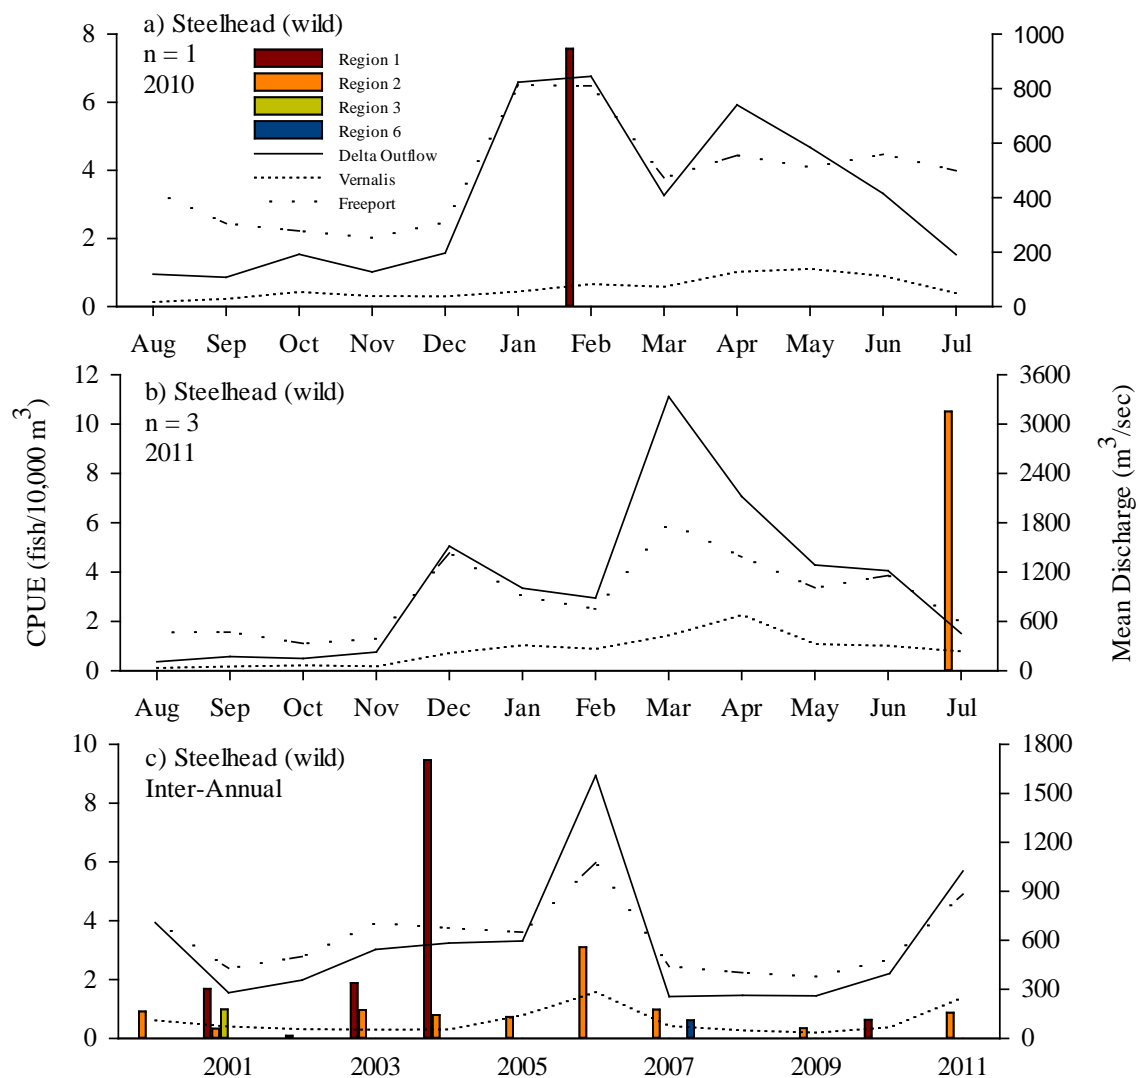 a) Steelhead (wild)
n = 1
2010
Region 1
Region 2
Region 3
Region 6
Delta Outflow
Vernalis
Freeport
8
6
4
2
0
1000
800
600
400
200
0
Aug Sep Oct Nov Dec Jan Feb Mar Apr May Jun Jul
b) Steelhead (wild)
n = 3
2011
12
10
8
6
4
2
0
3600
3000
2400
1800
1200
600
0
Aug Sep Oct Nov Dec Jan Feb Mar Apr May Jun Jul
CPUE (fish/10,000 m³)
Mean Discharge (m³/sec)
c) Steelhead (wild)
Inter-Annual
10
8
6
4
2
0
1800
1500
1200
900
600
300
0
2001 2003 2005 2007 2009 2011